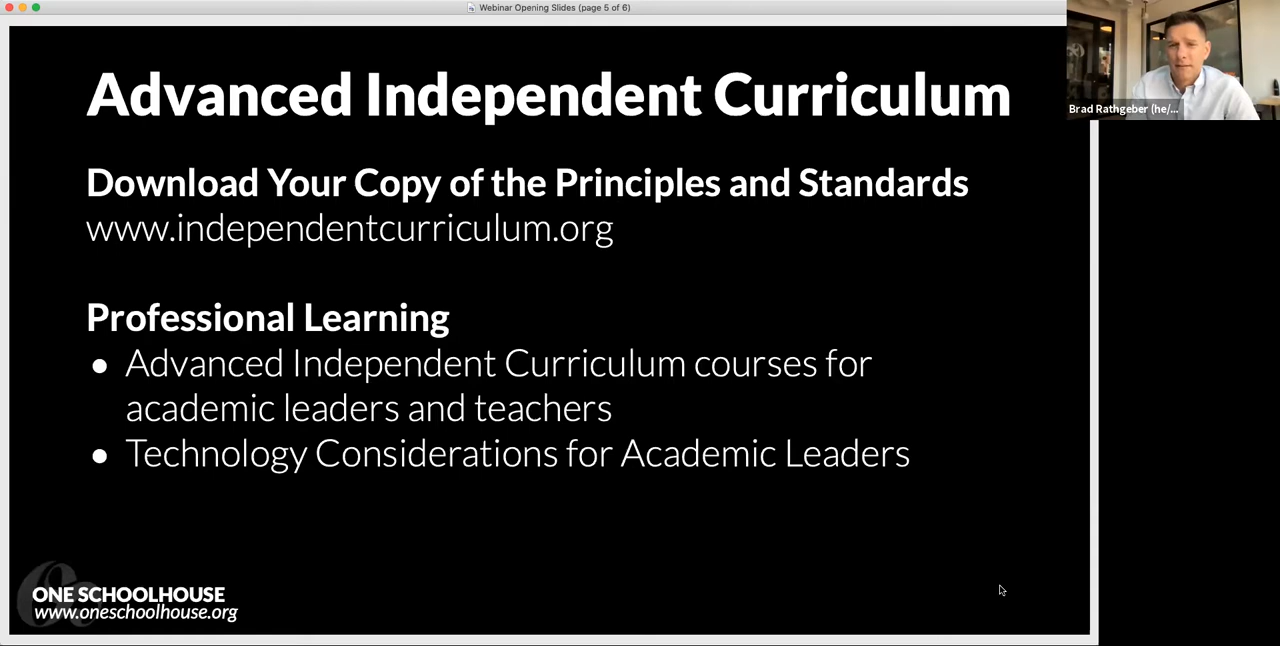 Webinar Opening Slides (page 5 of 6)
Advanced Independent Curriculum
Brad Rathgeber (he/...
Download Your Copy of the Principles and Standards
www.independentcurriculum.org
Professional Learning
● Advanced Independent Curriculum courses for
academic leaders and teachers
● Technology Considerations for Academic Leaders
ONE SCHOOLHOUSE
www.oneschoolhouse.org